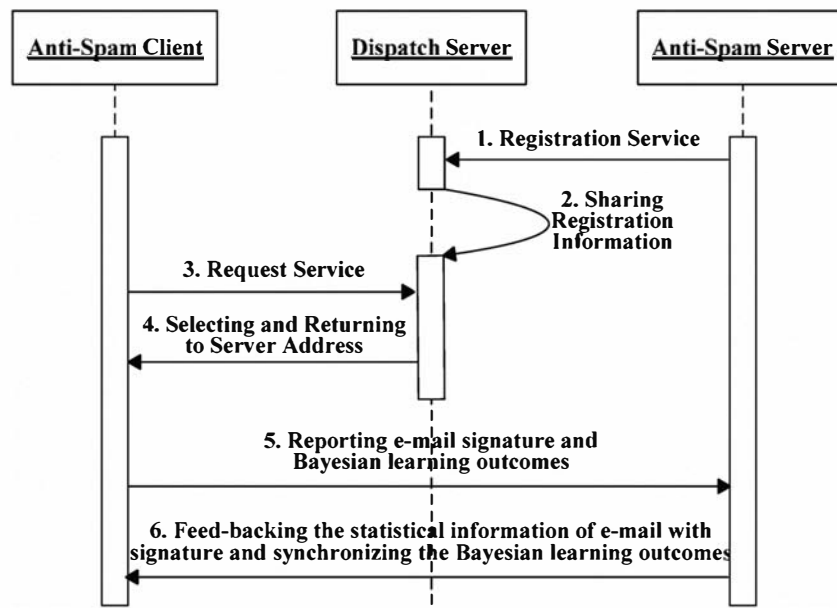 Anti-Spam Client
Dispatch Server
Anti-Spam Server
1. Registration Service
2. Sharing
Registration
Information
3. Request Service
4. Selecting and Returning
to Server Address
5. Reporting e-mail signature and
Bayesian learning outcomes
6. Feed-backing the statistical information of e-mail with
signature and synchronizing the Bayesian learning outcomes